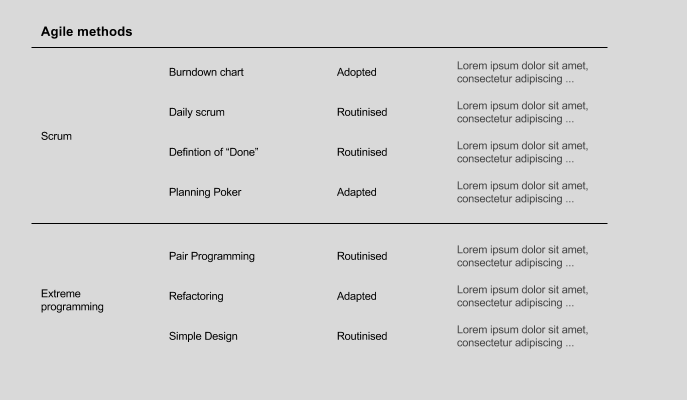 Agile methods
Burndown chart Adopted Lorem ipsum dolor sit amet,
consectetur adipiscing ...
Daily scrum Routinised Lorem ipsum dolor sit amet,
consectetur adipiscing ...
Scrum
Defintion of “Done” Routinised Lorem ipsum dolor sit amet,
consectetur adipiscing ...
Planning Poker Adapted Lorem ipsum dolor sit amet,
consectetur adipiscing ...
Pair Programming Routinised Lorem ipsum dolor sit amet,
consectetur adipiscing ...
Extreme
programming
Refactoring Adapted Lorem ipsum dolor sit amet,
consectetur adipiscing ...
Simple Design Routinised Lorem ipsum dolor sit amet,
consectetur adipiscing ...